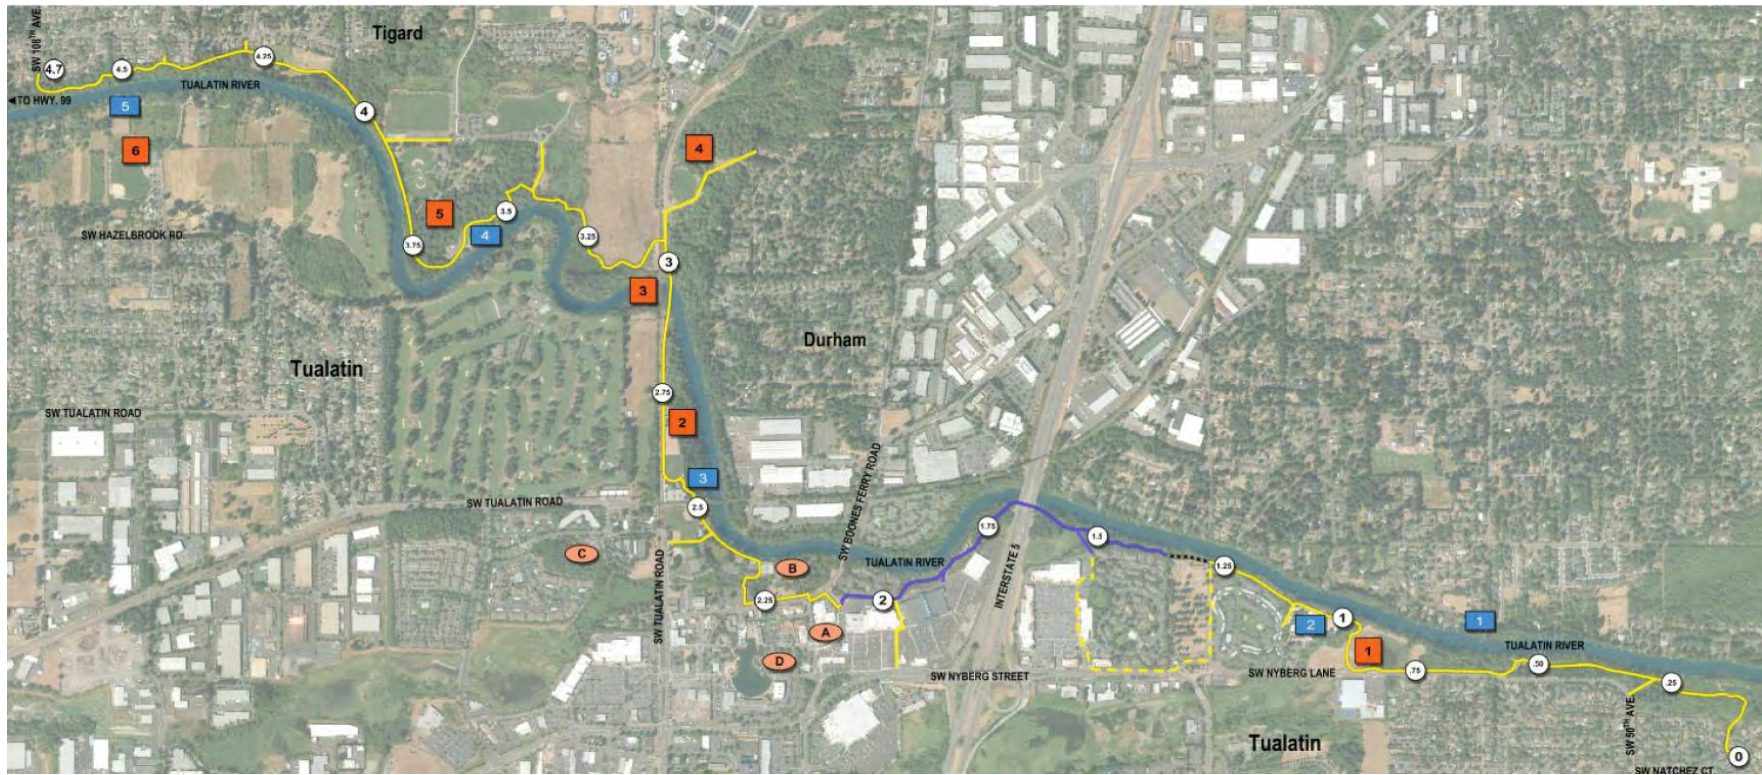 SW 108TH AVE.
Tigard
4.7
4.5
4.25
TUALATIN RIVER
◄TO HWY. 99
5
4
6
4
5
3.5
4
3.75
3.25
SW HAZELBROOK RD.
3
3
Durham
Tualatin
2.75
2
SW TUALATIN ROAD
3
SW TUALATIN ROAD
2.5
SW BOONES FERRY ROAD
1.75
1.5
C
TUALATIN RIVER
B
1.25
SW TUALATIN ROAD
INTERSTATE 5
2.25
2
A
1
2
1
TUALATIN RIVER
1
D
SW NYBERG STREET
SW NYBERG LANE
.75
.50
.25
SW 50TH AVE.
Tualatin
0
SW NATCHEZ CT.